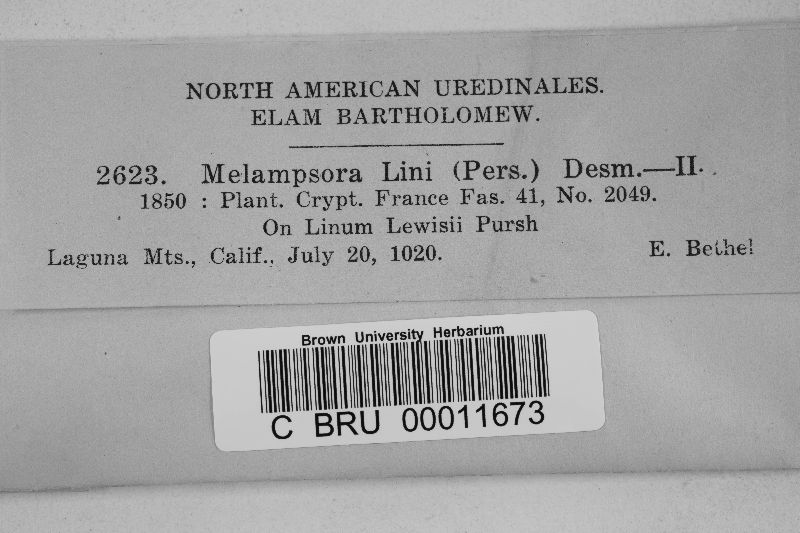 NORTH AMERICAN UREDINALES.
ELAM BARTHOLOMEW.
2623. Melampsora Lini (Pers.) Desm.—II.
1850 : Plant. Crypt. France Fas. 41, No. 2049.
On Linum Lewisii Pursh
Laguna Mts., Calif., July 20, 1020. E. Bethel
Brown University Herbarium
C BRU 00011673